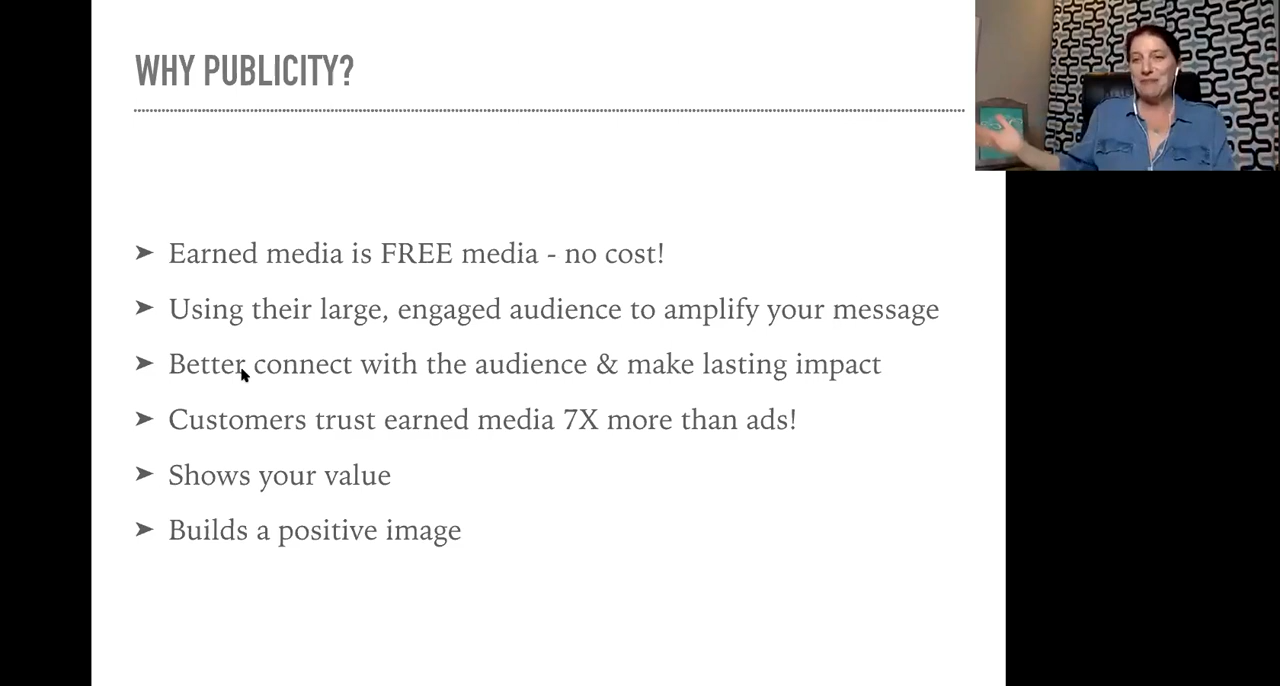 WHY PUBLICITY?
➤ Earned media is FREE media - no cost!
➤ Using their large, engaged audience to amplify your message
➤ Better connect with the audience & make lasting impact
➤ Customers trust earned media 7X more than ads!
➤ Shows your value
➤ Builds a positive image